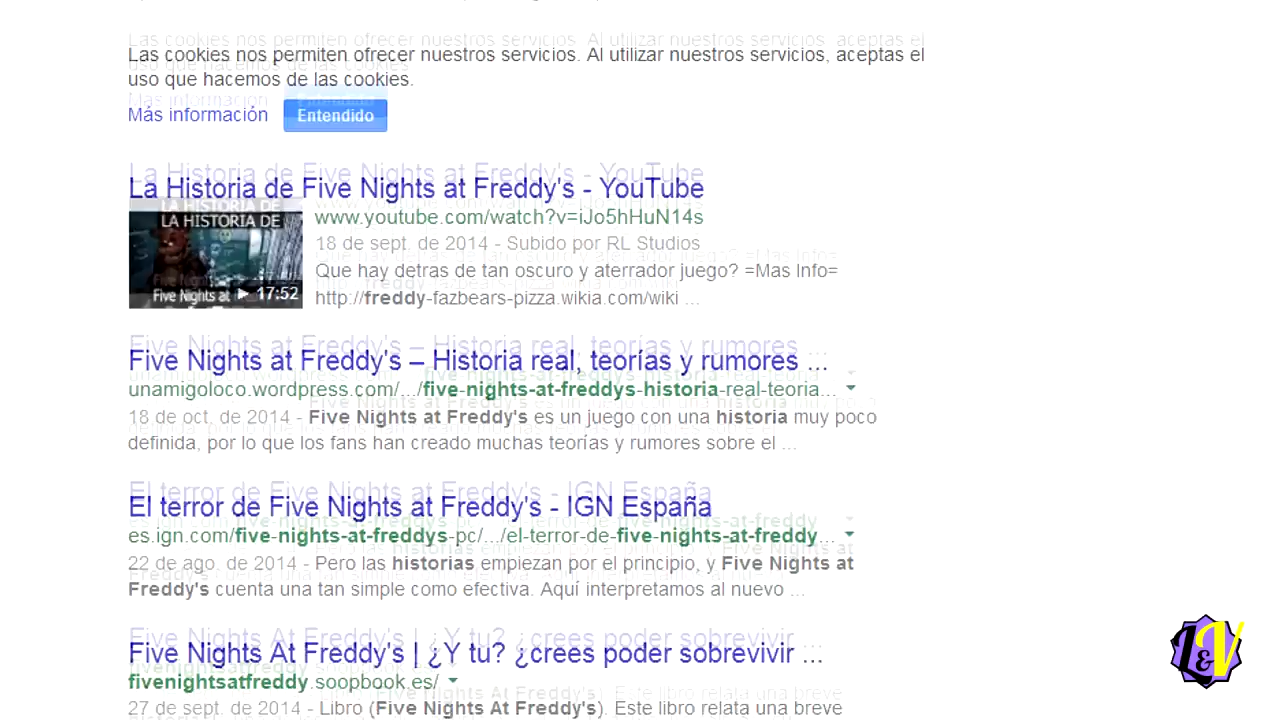 Las cookies nos permiten ofrecer nuestros servicios. Al utilizar nuestros servicios, aceptas el
uso que hacemos de las cookies.
Más información Entendido
La Historia de Five Nights at Freddy's - YouTube
www.youtube.com/watch?v=iJo5hHuN14s
LA HISTORIA DE
18 de sept. de 2014 - Subido por RL Studios
Que hay detras de tan oscuro y aterrador juego? =Mas Info=
http://freddy-fazbears-pizza.wikia.com/wiki ...
Five Nights at 17:52
Five Nights at Freddy's – Historia real, teorías y rumores ...
unamigoloco.wordpress.com/.../five-nights-at-freddys-historia-real-teoria...
18 de oct. de 2014 - Five Nights at Freddy's es un juego con una historia muy poco
definida, por lo que los fans han creado muchas teorías y rumores sobre el ...
El terror de Five Nights at Freddy's - IGN España
es.ign.com/five-nights-at-freddys-pc/.../el-terror-de-five-nights-at-freddy...
22 de ago. de 2014 - Pero las historias empiezan por el principio, y Five Nights at
Freddy's cuenta una tan simple como efectiva. Aquí interpretamos al nuevo ...
Five Nights At Freddy's | ¿Y tu? ¿crees poder sobrevivir ...
fivenightsatfreddy.soopbook.es/
27 de sept. de 2014 - Libro (Five Nights At Freddy's). Este libro relata una breve
L&V